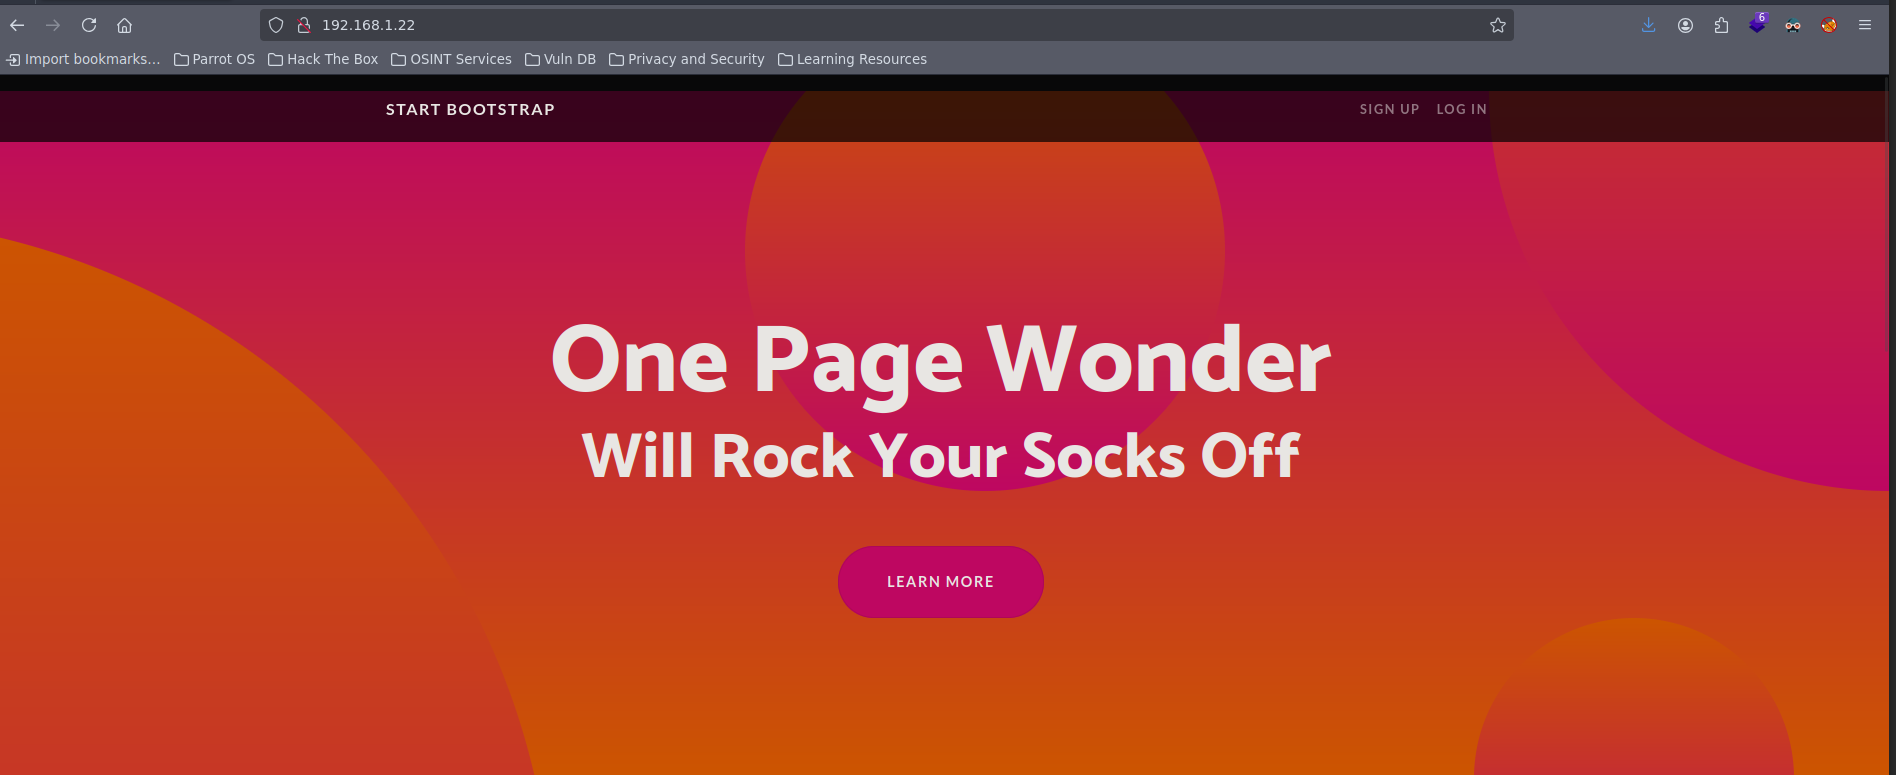 192.168.1.22
6
Import bookmarks... Parrot OS Hack The Box OSINT Services Vuln DB Privacy and Security Learning Resources
START BOOTSTRAP SIGN UP LOG IN
One Page Wonder
Will Rock Your Socks Off
LEARN MORE